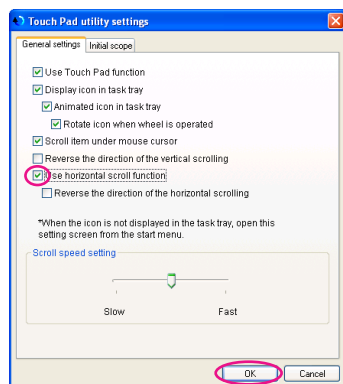 Touch Pad utility settings
General settings Initial scope
Use Touch Pad function
Display icon in task tray
Animated icon in task tray
Rotate icon when wheel is operated
Scroll item under mouse cursor
Reverse the direction of the vertical scrolling
Use horizontal scroll function
Reverse the direction of the horizontal scrolling
*When the icon is not displayed in the task tray, open this
setting screen from the start menu.
Scroll speed setting
Slow Fast
OK Cancel